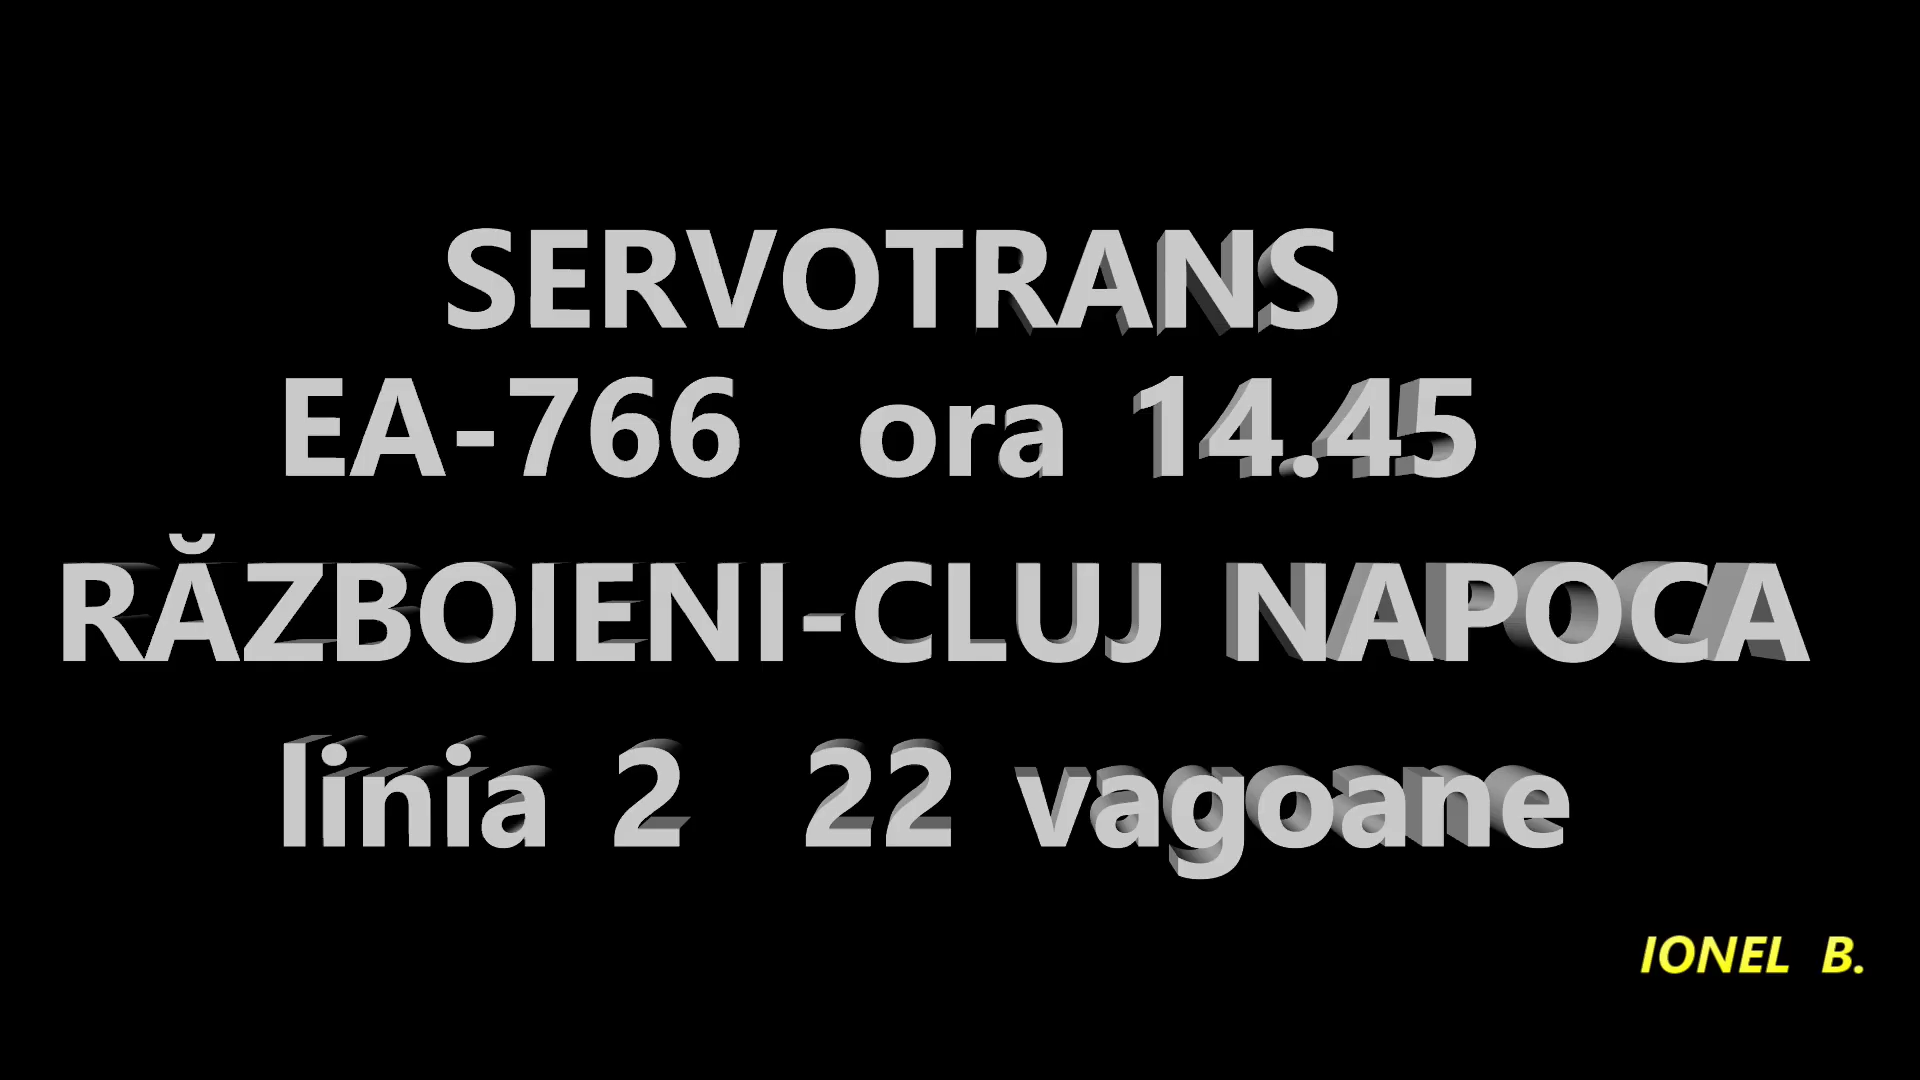 SERVOTRANS
EA-766 ora 14.45
RĂZBOIENI-CLUJ NAPOCA
linia 2 22 vagoane
IONEL B.